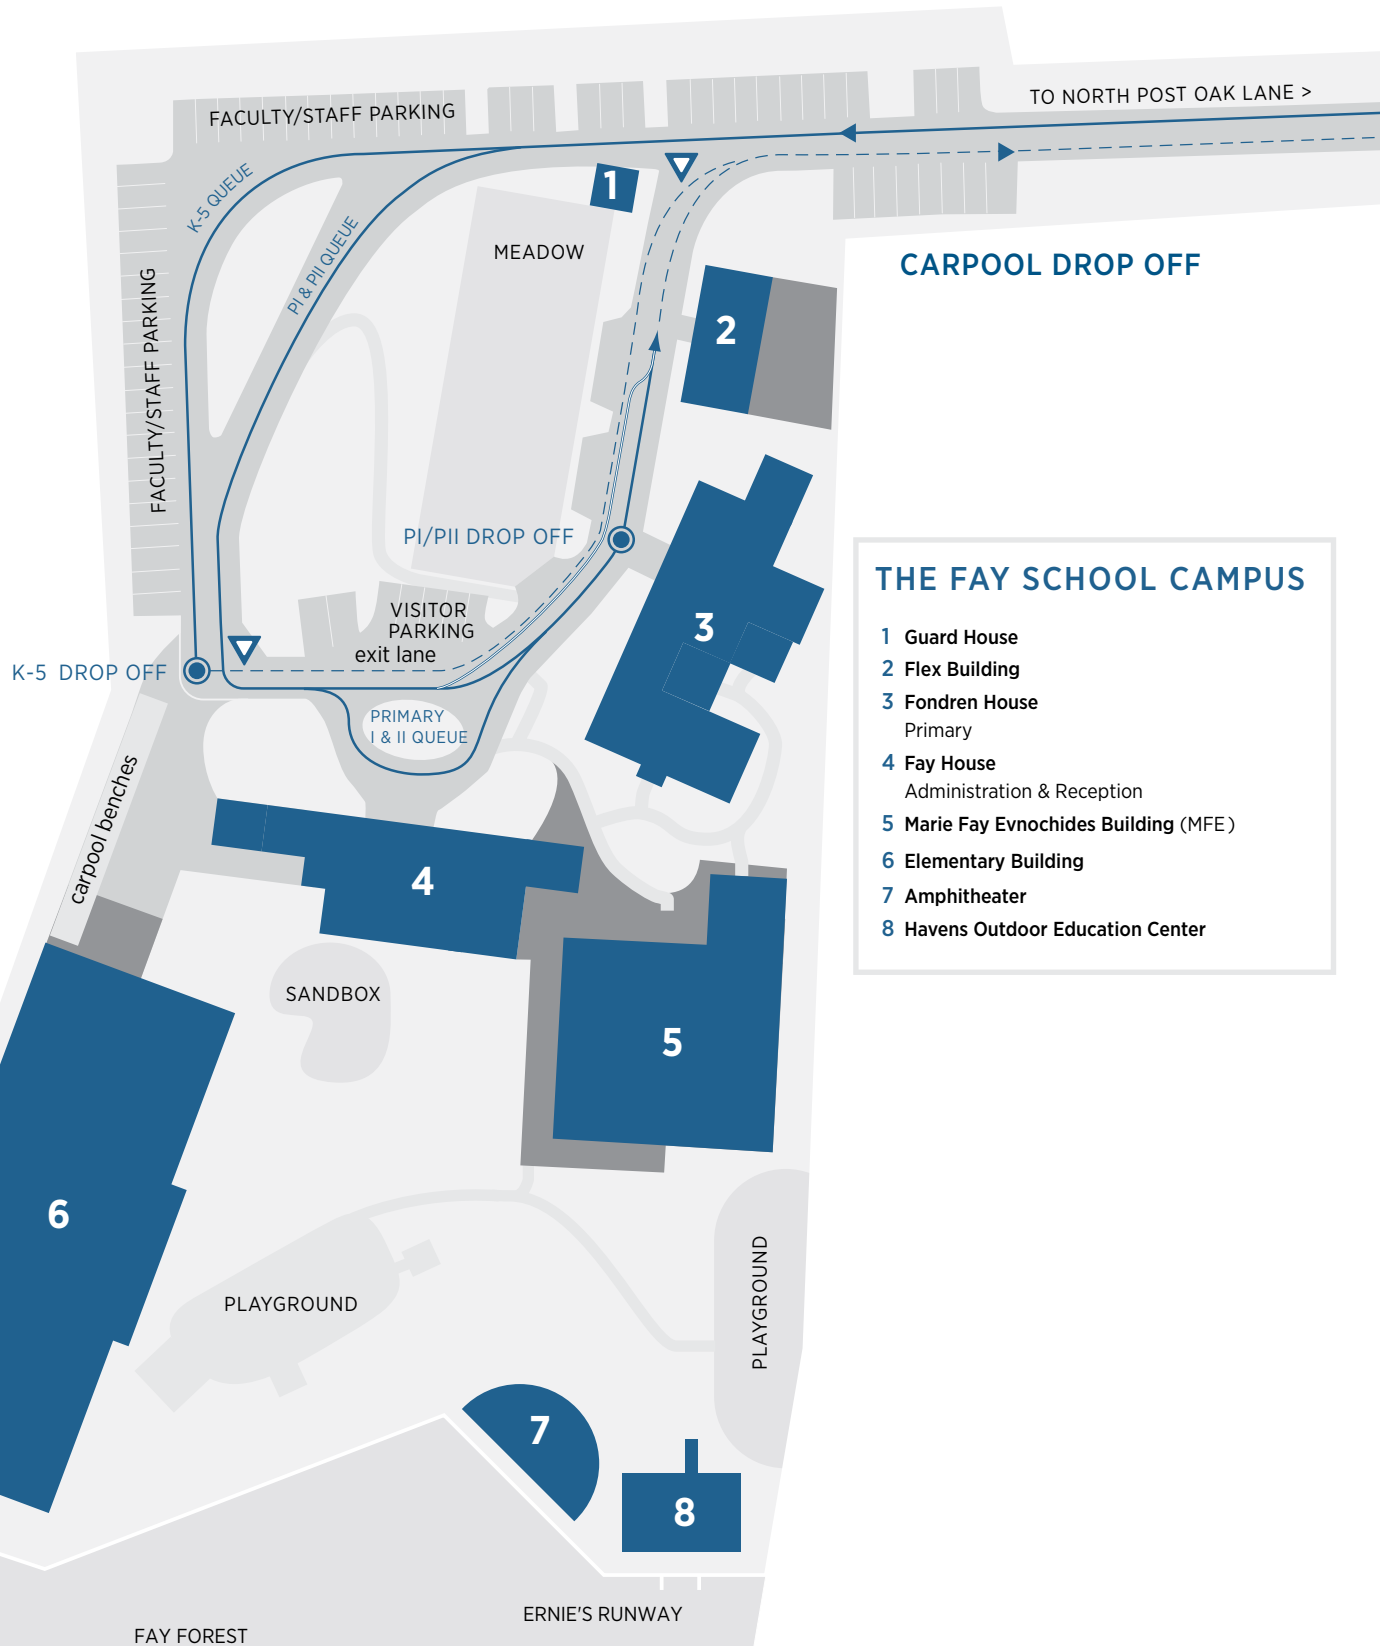 FACULTY/STAFF PARKING
TO NORTH POST OAK LANE >
K-5 QUEUE
1
PI & PII QUEUE
MEADOW
CARPOOL DROP OFF
FACULTY/STAFF PARKING
2
PI/PII DROP OFF
VISITOR
PARKING
exit lane
3
K-5 DROP OFF
PRIMARY
I & II QUEUE
carpool benches
4
SANDBOX
5
6
PLAYGROUND
PLAYGROUND
7
8
ERNIE'S RUNWAY
FAY FOREST
THE FAY SCHOOL CAMPUS
1 Guard House
2 Flex Building
3 Fondren House
Primary
4 Fay House
Administration & Reception
5 Marie Fay Evnochides Building (MFE)
6 Elementary Building
7 Amphitheater
8 Havens Outdoor Education Center